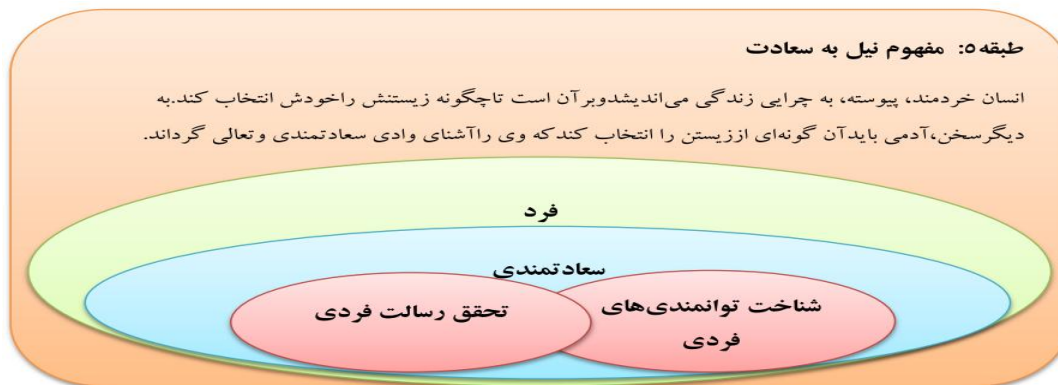 طبقه ۵: مفهوم نیل به سعادت
انسان خردمند، پیوسته، به چرایی زندگی می‌اندیشدوبرآن است تاچگونه زیستنش راخودش انتخاب کند.به
دیگرسخن،آدمی بایدآن گونه‌ای اززیستن را انتخاب کندکه وی راآشنای وادی سعادتمندی وتعالی گرداند.
فرد
سعادتمندی
شناخت توانمندی‌های
فردی
تحقق رسالت فردی